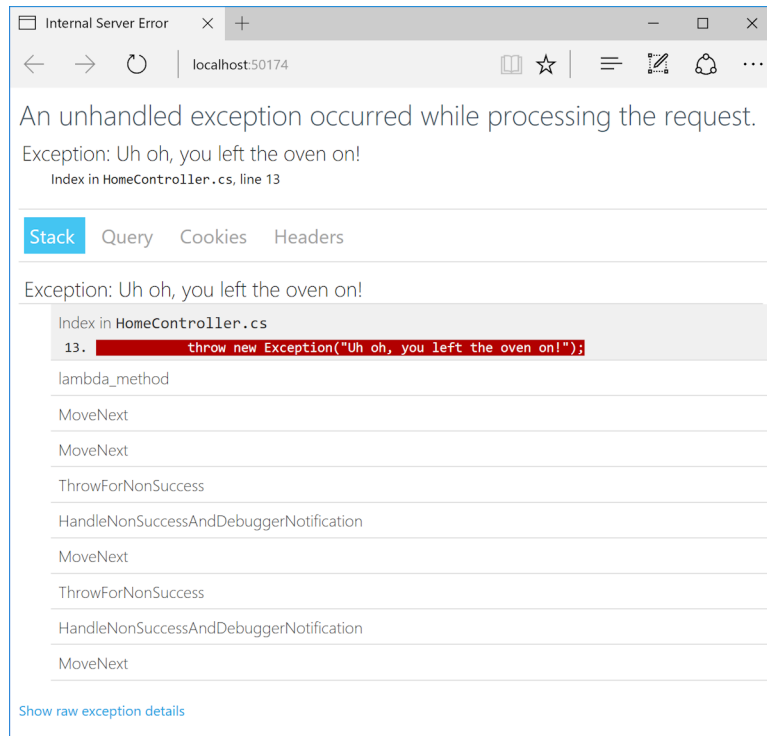 Internal Server Error
localhost:50174
An unhandled exception occurred while processing the request.
Exception: Uh oh, you left the oven on!
Index in HomeController.cs, line 13
Stack Query Cookies Headers
Exception: Uh oh, you left the oven on!
Index in HomeController.cs
13. throw new Exception("Uh oh, you left the oven on!");
lambda_method
MoveNext
MoveNext
ThrowForNonSuccess
HandleNonSuccessAndDebuggerNotification
MoveNext
ThrowForNonSuccess
HandleNonSuccessAndDebuggerNotification
MoveNext
Show raw exception details